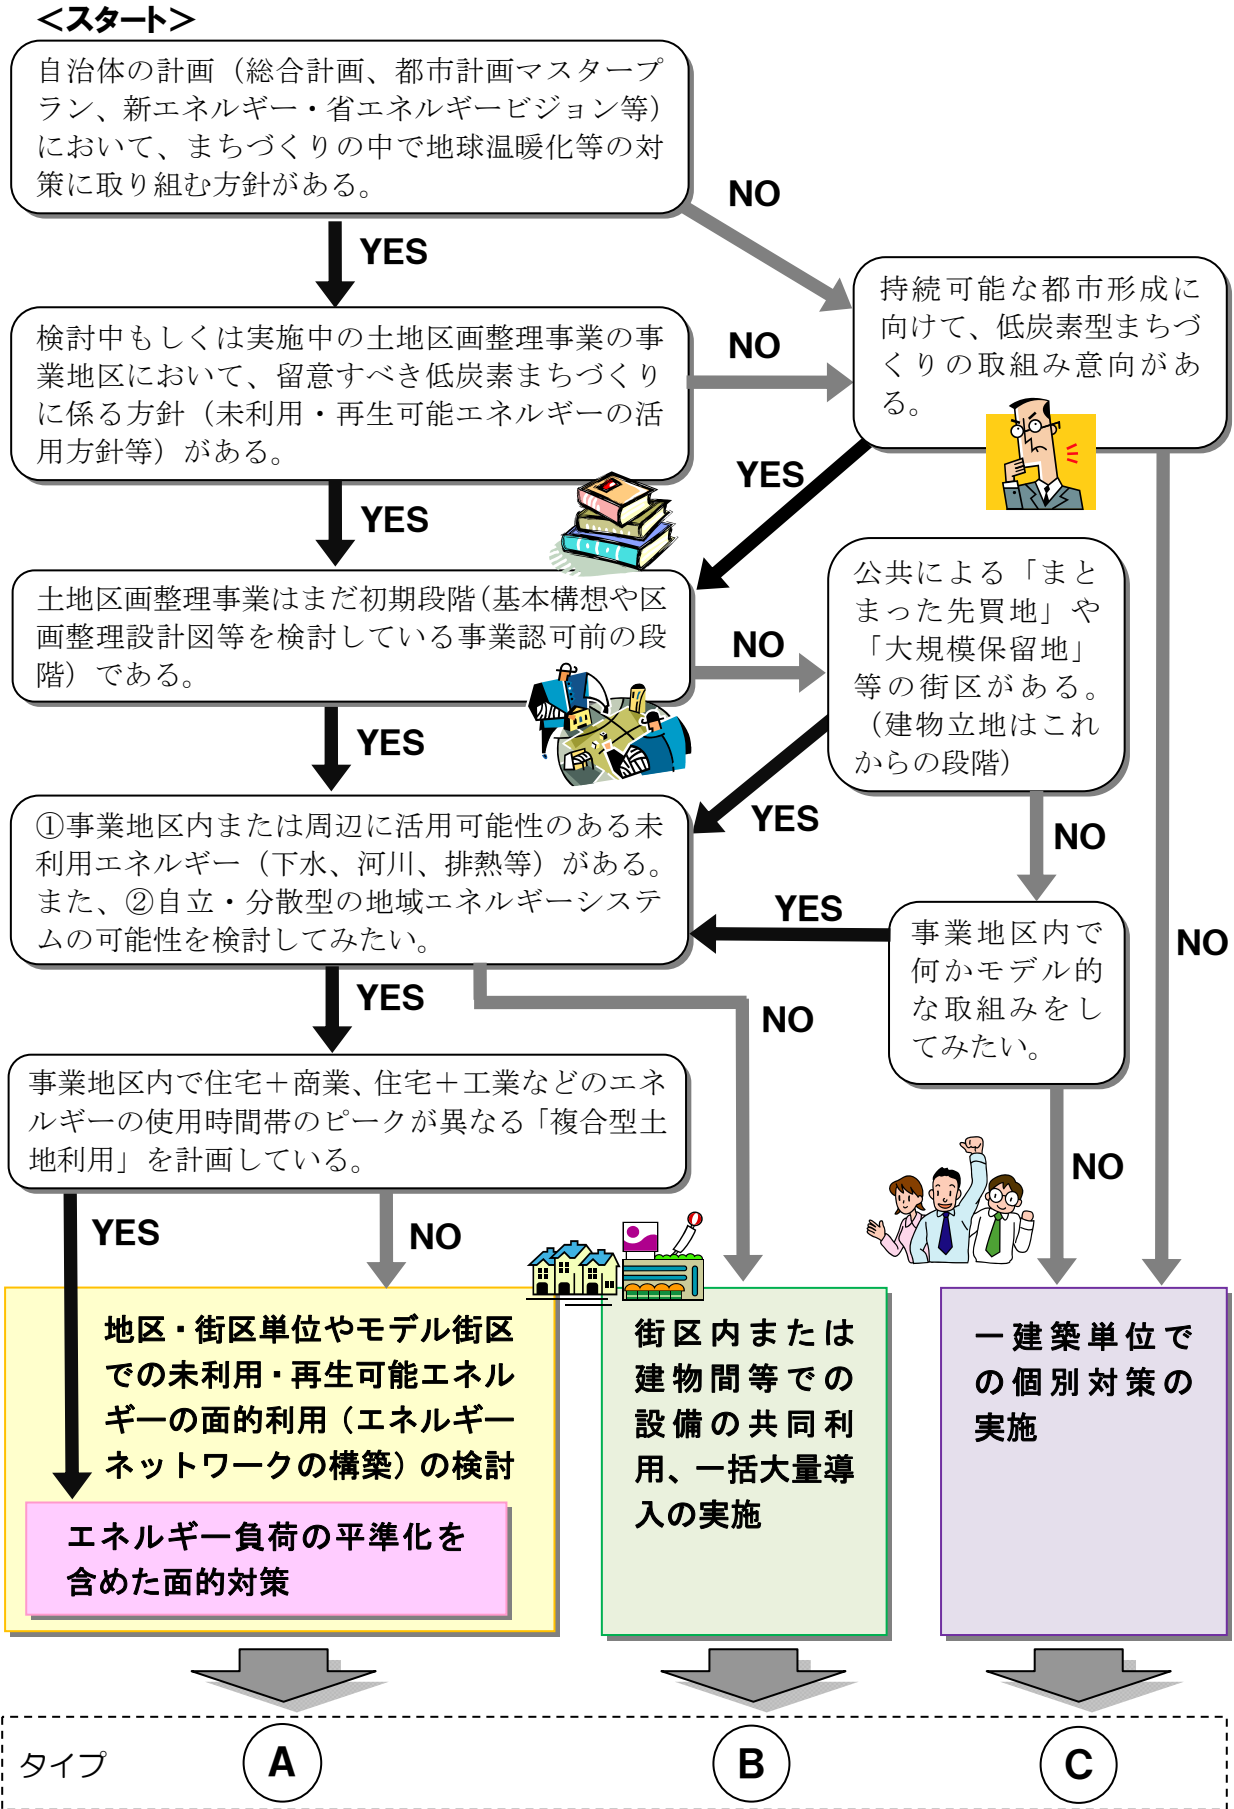 ＜スタート＞
自治体の計画（総合計画、都市計画マスタープ
ラン、新エネルギー・省エネルギービジョン等）
において、まちづくりの中で地球温暖化等の対
策に取り組む方針がある。
NO
YES
持続可能な都市形成に
向けて、低炭素型まちづ
くりの取組み意向があ
る。
検討中もしくは実施中の土地区画整理事業の事
業地区において、留意すべき低炭素まちづくり
に係る方針（未利用・再生可能エネルギーの活
用方針等）がある。
NO
YES
YES
公共による「まと
まった先買地」や
「大規模保留地」
等の街区がある。
（建物立地はこれ
からの段階）
土地区画整理事業はまだ初期段階（基本構想や区
画整理設計図等を検討している事業認可前の段
階）である。
NO
YES
YES
NO
①事業地区内または周辺に活用可能性のある未
利用エネルギー（下水、河川、排熱等）がある。
また、②自立・分散型の地域エネルギーシステ
ムの可能性を検討してみたい。
YES
事業地区内で
何かモデル的
な取組みをし
てみたい。
NO
YES
NO
事業地区内で住宅＋商業、住宅＋工業などのエネ
ルギーの使用時間帯のピークが異なる「複合型土
地利用」を計画している。
NO
YES
NO
地区・街区単位やモデル街区
での未利用・再生可能エネル
ギーの面的利用（エネルギー
ネットワークの構築）の検討
エネルギー負荷の平準化を
含めた面的対策
街区内または
建物間等での
設備の共同利
用、一括大量導
入の実施
一建築単位で
の個別対策の
実施
タイプ
A
B
C